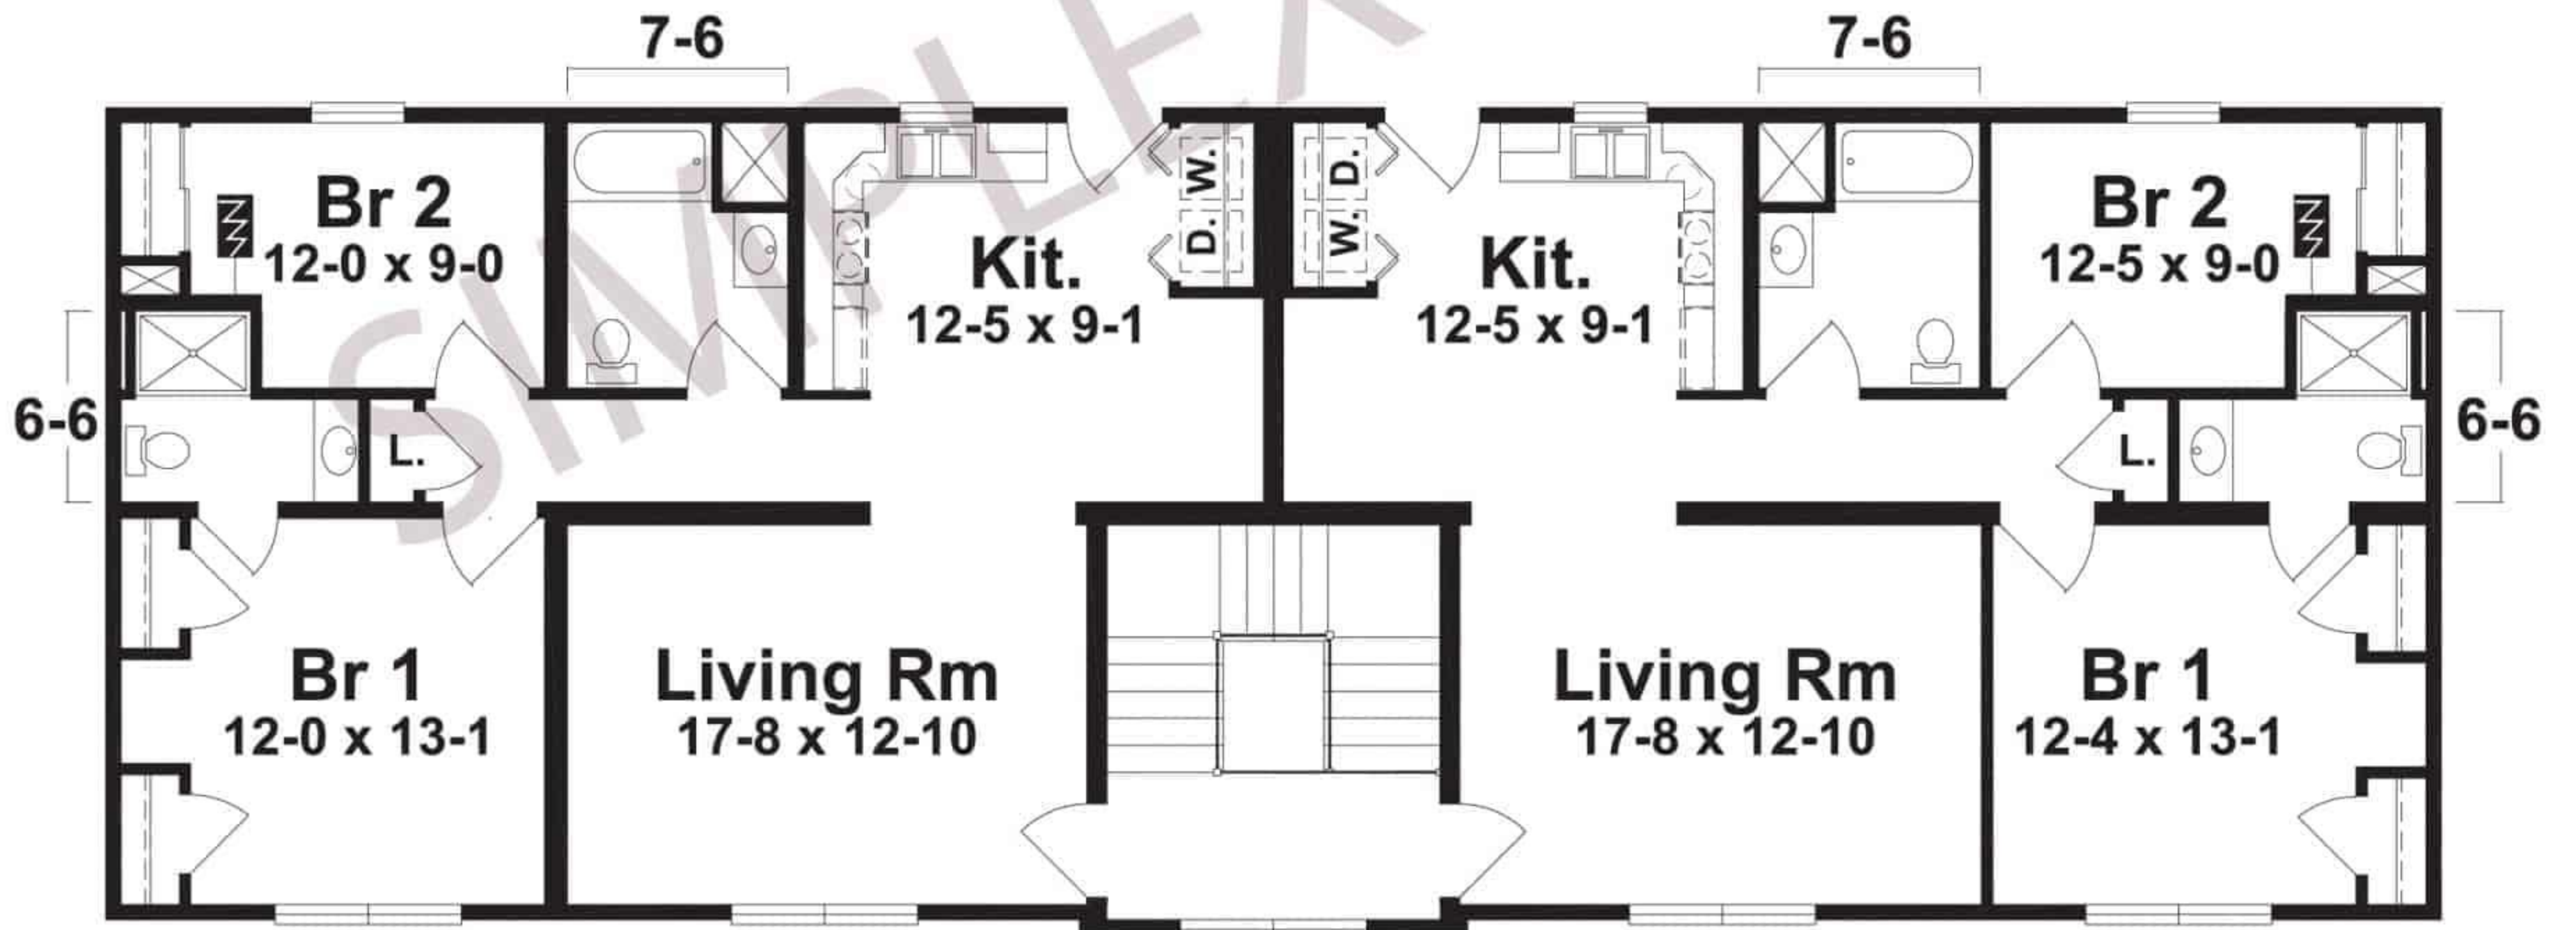 7-6
7-6
SIMPLEX
Br 2
12-0 x 9-0
Kit.
12-5 x 9-1
D. W.
W. D.
Kit.
12-5 x 9-1
Br 2
12-5 x 9-0
6-6
L.
L.
6-6
Br 1
12-0 x 13-1
Living Rm
17-8 x 12-10
Living Rm
17-8 x 12-10
Br 1
12-4 x 13-1